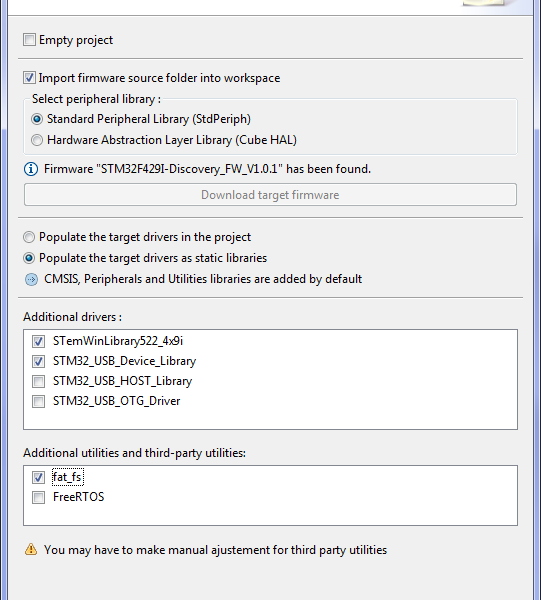 Empty project
Import firmware source folder into workspace
Select peripheral library :
Standard Peripheral Library (StdPeriph)
Hardware Abstraction Layer Library (Cube HAL)
Firmware "STM32F429I-Discovery_FW_V1.0.1" has been found.
Download target firmware
Populate the target drivers in the project
Populate the target drivers as static libraries
CMSIS, Peripherals and Utilities libraries are added by default
Additional drivers :
STemWinLibrary522_4x9i
STM32_USB_Device_Library
STM32_USB_HOST_Library
STM32_USB_OTG_Driver
Additional utilities and third-party utilities:
fat_fs
FreeRTOS
You may have to make manual ajustement for third party utilities